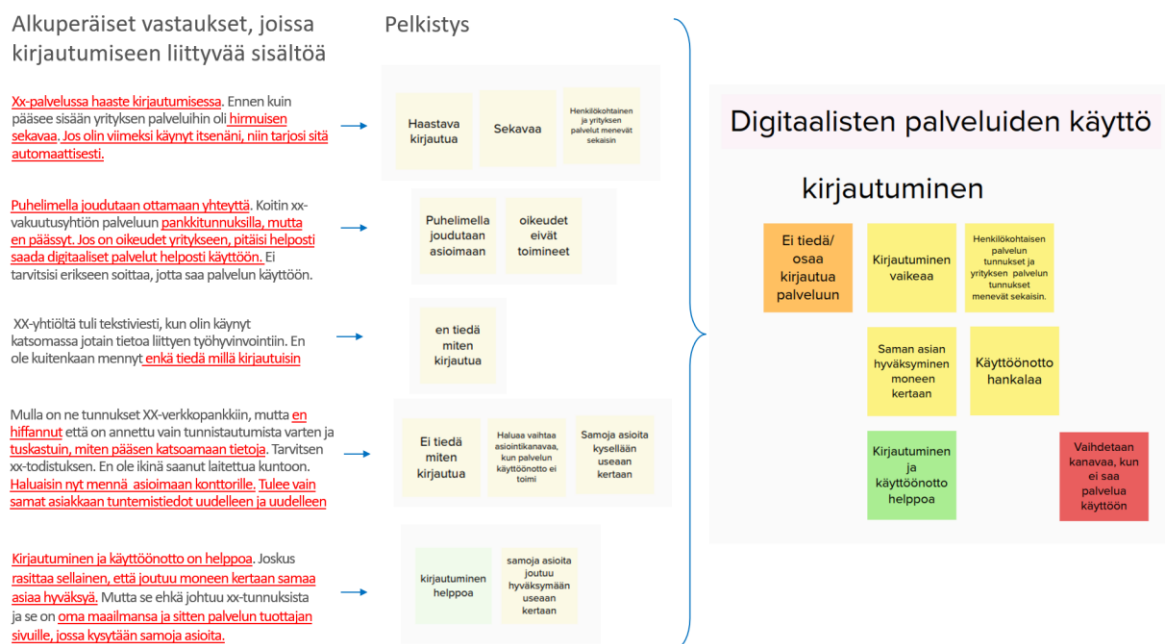 Alkuperäiset vastaukset, joissa
kirjautumiseen liittyvää sisältöä
Pelkistys
Xx-palvelussa haaste kirjautumisessa. Ennen kuin
pääsee sisään yrityksen palveluihin oli hirmuisen
sekavaa. Jos olin viimeksi käynyt itsenäni, niin tarjosi sitä
automaattisesti.
Haastava
kirjautua
Sekavaa
Henkilökohtainen
ja yrityksen
palvelut menevät
sekaisin
Puhelimella joudutaan ottamaan yhteyttä. Koitin xx-
vakuutusyhtiön palveluun pankkitunnuksilla, mutta
en päässyt. Jos on oikeudet yritykseen, pitäisi helposti
saada digitaaliset palvelut helposti käyttöön. Ei
tarvitsisi erikseen soittaa, jotta saa palvelun käyttöön.
Puhelimella
joudutaan
asioimaan
oikeudet
eivät
toimineet
XX-yhtiöltä tuli tekstiviesti, kun olin käynyt
katsomassa jotain tietoa liittyen työhyvinvointiin. En
ole kuitenkaan mennyt enkä tiedä millä kirjautuisin
en tiedä
miten
kirjautua
Mulla on ne tunnukset XX-verkkopankkiin, mutta en
hiffannut että on annettu vain tunnistautumista varten ja
tuskastuin, miten pääsen katsoamaan tietoja. Tarvitsen
xx-todistuksen. En ole ikinä saanut laitettua kuntoon.
Haluaisin nyt mennä asioimaan konttorille. Tulee vain
samat asiakkaan tuntemistiedot uudelleen ja uudelleen
Ei tiedä
miten
kirjautua
Haluaa vaihtaa
asiointikanavaa,
kun palvelun
käyttöönotto ei
toimi
Samoja asioita
kysellään
useaan
kertaan
Kirjautuminen ja käyttöönotto on helppoa. Joskus
rasittaa sellainen, että joutuu moneen kertaan samaa
asiaa hyväksyä. Mutta se ehkä johtuu xx-tunnuksista
ja se on oma maailmansa ja sitten palvelun tuottajan
sivuille, jossa kysytään samoja asioita.
kirjautuminen
helppoa
samoja asioita
joutuu
hyväksymään
useaan
kertaan
Digitaalisten palveluiden käyttö
kirjautuminen
Ei tiedä/
osaa
kirjautua
palveluun
Kirjautuminen
vaikeaa
Henkilökohtaisen
palvelun
tunnukset ja
yrityksen palvelun
tunnukset
menevät sekaisin.
Saman asian
hyväksyminen
moneen
kertaan
Käyttöönotto
hankalaa
Kirjautuminen
ja
käyttöönotto
helppoa
Vaihdetaan
kanavaa, kun
ei saa
palvelua
käyttöön